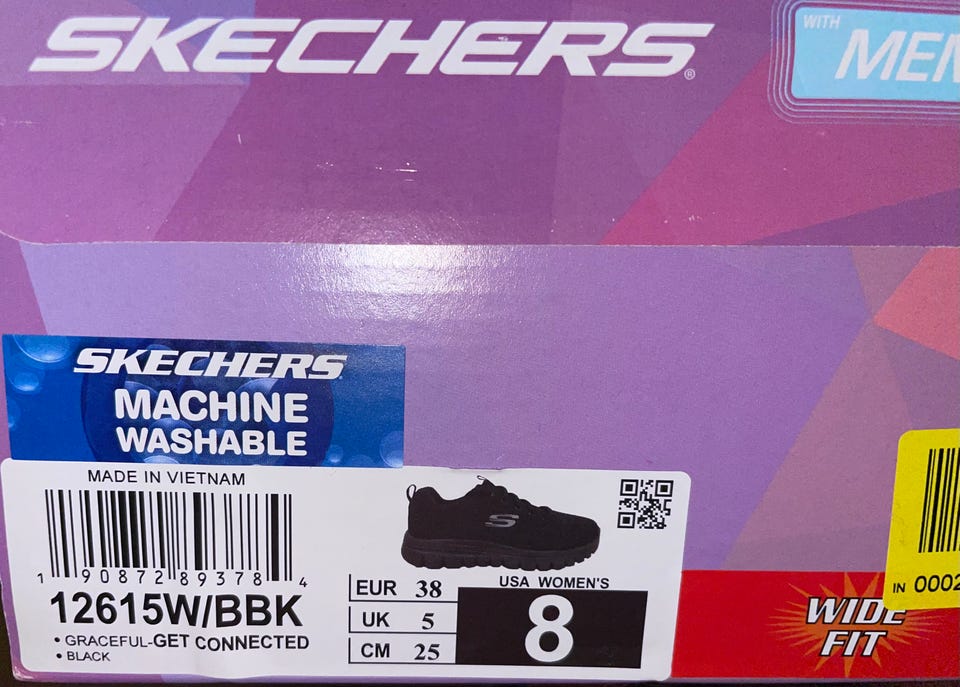 SKECHERS®
WITH
SKECHERS
MACHINE
WASHABLE
MADE IN VIETNAM
1 90872 89378 4
12615W/BBK
• GRACEFUL-GET CONNECTED
• BLACK
S
EUR 38
UK 5
CM 25
USA WOMEN'S
8
IN 0002
WIDE
FIT